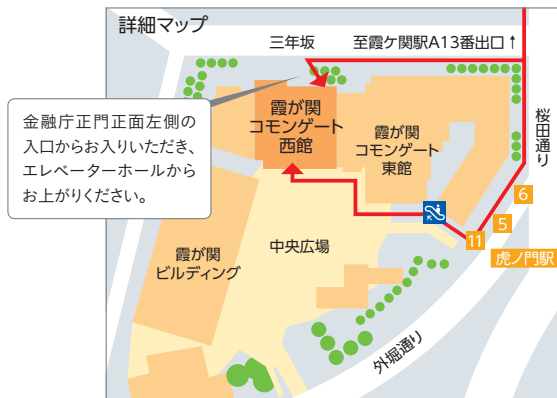 詳細マップ
三年坂
至霞ケ関駅A13番出口↑
金融庁正門正面左側の
入口からお入りいただき、
エレベーターホールから
お上がりください。
霞が関
コモンゲート
西館
霞が関
コモンゲート
東館
桜田通り
6
5
11
虎ノ門駅
中央広場
霞が関
ビルディング
外堀通り